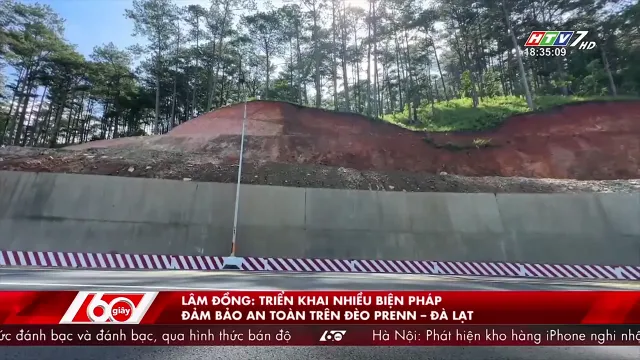 HTV7 HD
18:35:09
60 giây
LÂM ĐỒNG: TRIỂN KHAI NHIỀU BIỆN PHÁP
ĐẢM BẢO AN TOÀN TRÊN ĐÈO PRENN – ĐÀ LẠT
ức đánh bạc và đánh bạc, qua hình thức bán độ 60 Hà Nội: Phát hiện kho hàng iPhone nghi nhậ